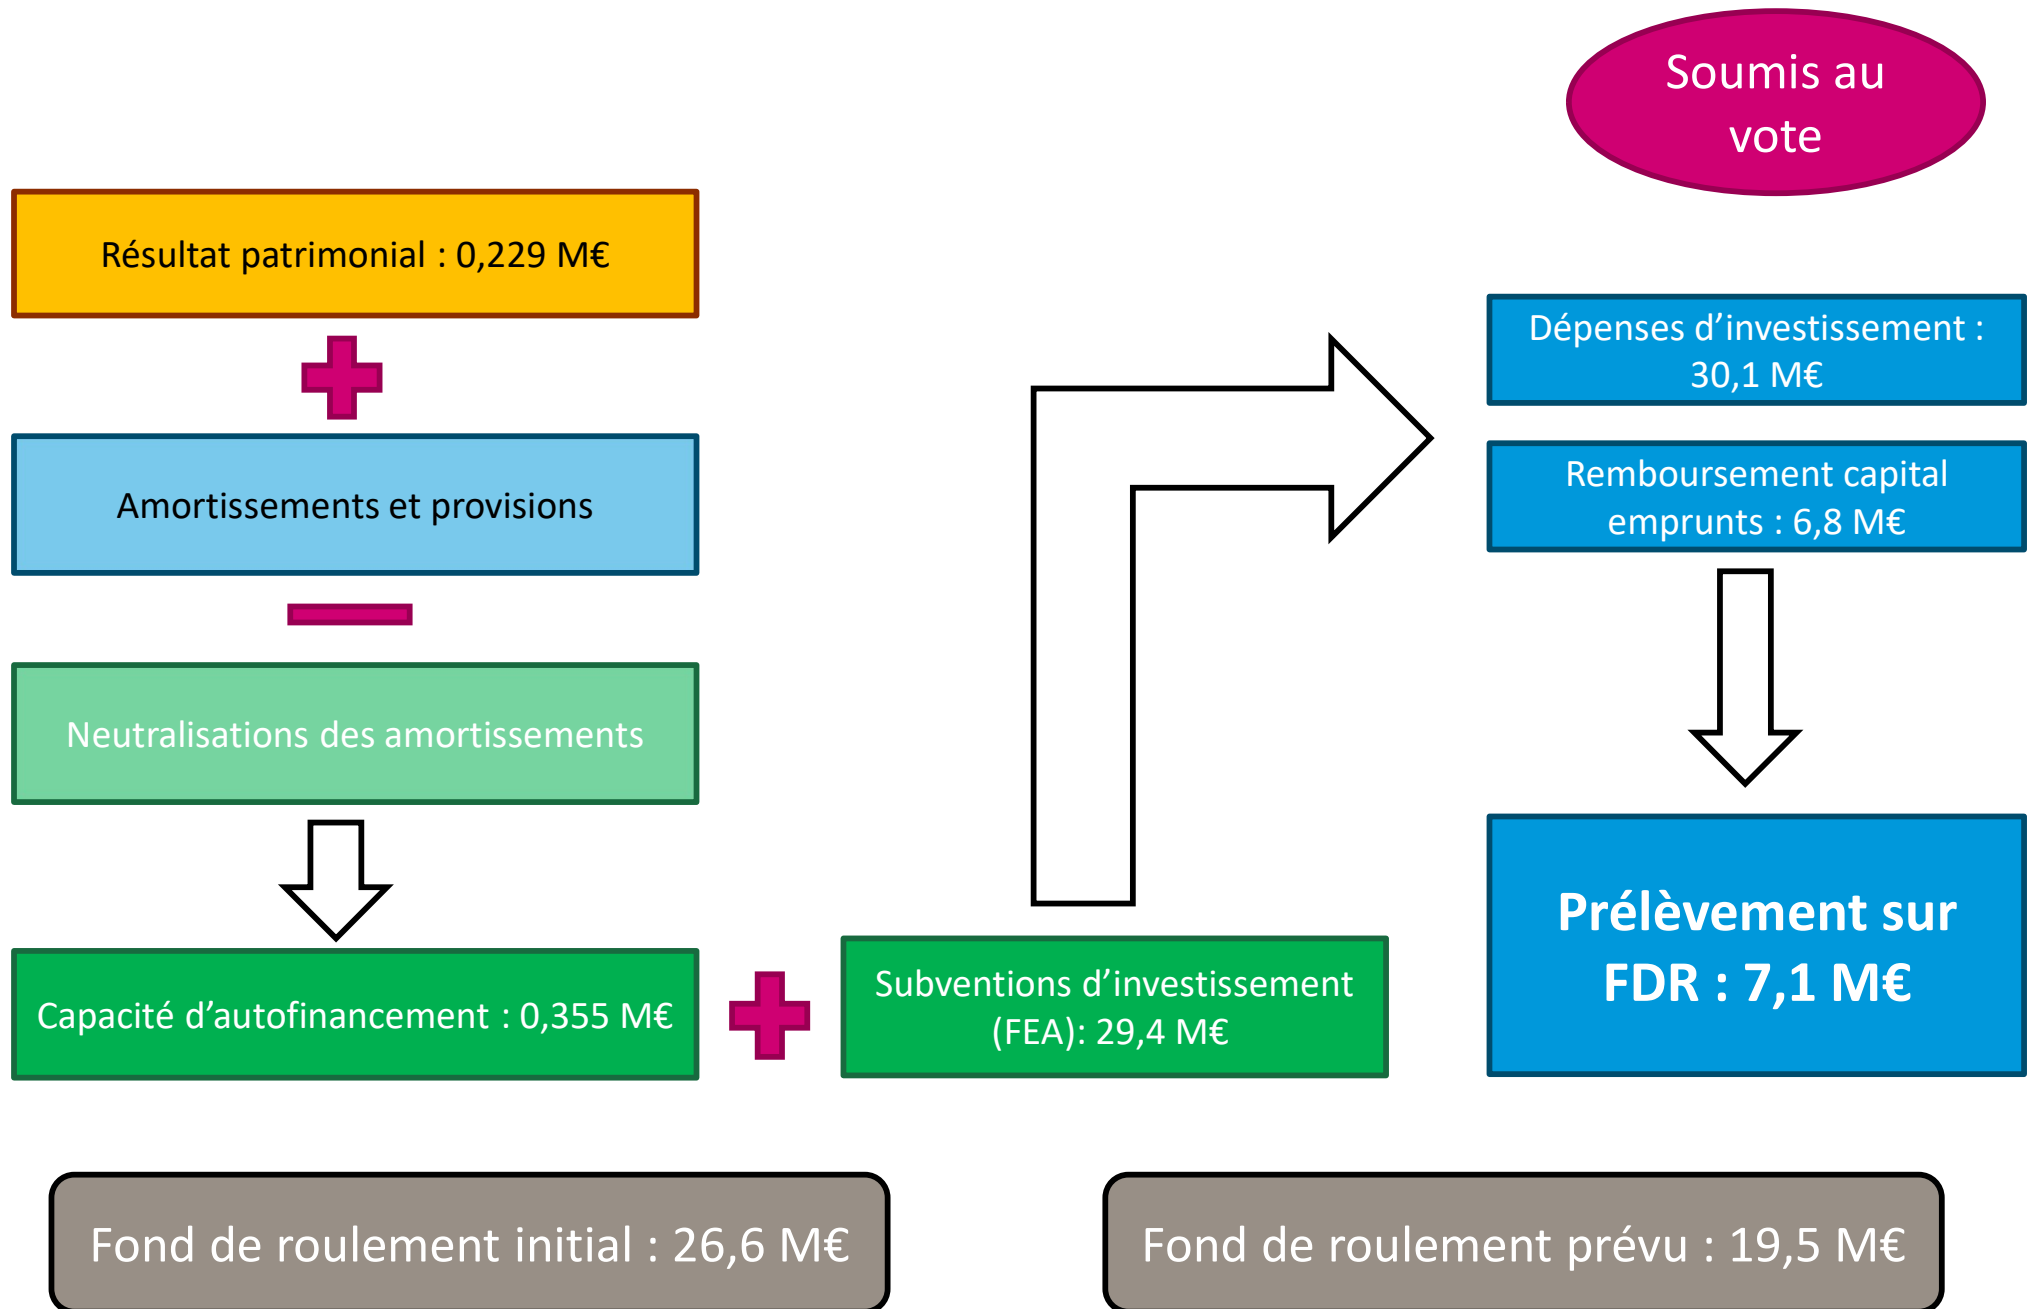 Soumis au
vote
Résultat patrimonial : 0,229 M€
Amortissements et provisions
Neutralisations des amortissements
Capacité d’autofinancement : 0,355 M€
Subventions d’investissement
(FEA): 29,4 M€
Dépenses d’investissement :
30,1 M€
Remboursement capital
emprunts : 6,8 M€
Prélèvement sur
FDR : 7,1 M€
Fond de roulement initial : 26,6 M€
Fond de roulement prévu : 19,5 M€